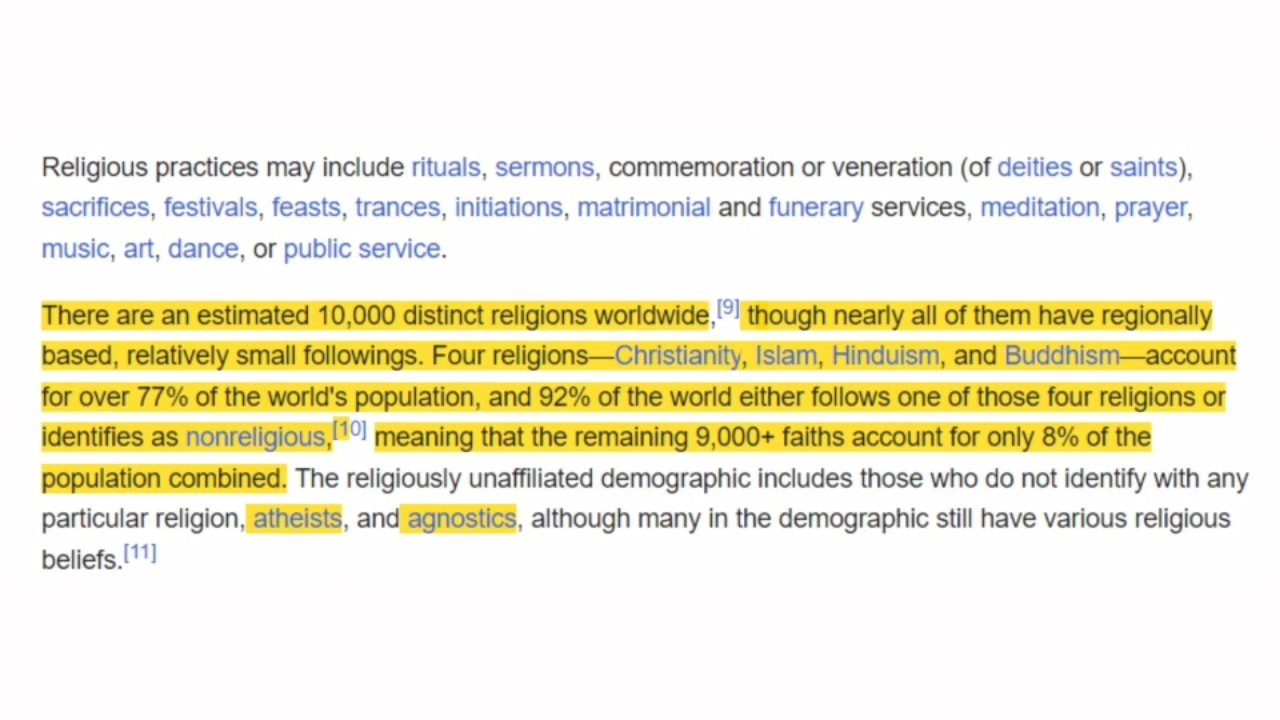 Religious practices may include rituals, sermons, commemoration or veneration (of deities or saints),
sacrifices, festivals, feasts, trances, initiations, matrimonial and funerary services, meditation, prayer,
music, art, dance, or public service.
There are an estimated 10,000 distinct religions worldwide,[9] though nearly all of them have regionally
based, relatively small followings. Four religions—Christianity, Islam, Hinduism, and Buddhism—account
for over 77% of the world's population, and 92% of the world either follows one of those four religions or
identifies as nonreligious,[10] meaning that the remaining 9,000+ faiths account for only 8% of the
population combined. The religiously unaffiliated demographic includes those who do not identify with any
particular religion, atheists, and agnostics, although many in the demographic still have various religious
beliefs.[11]